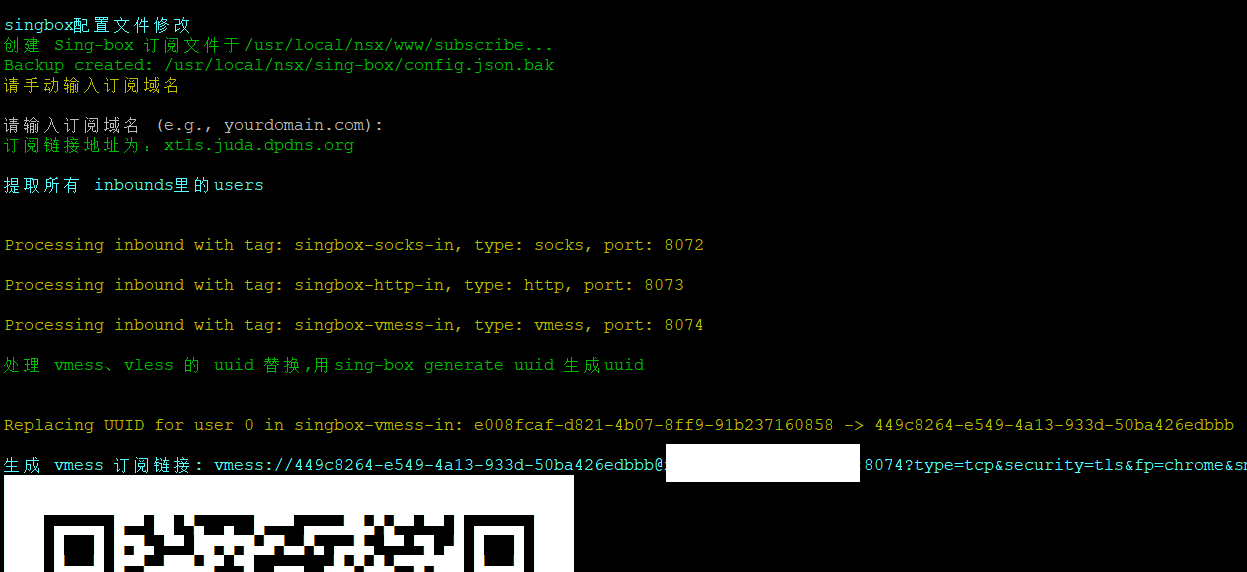 singbox配置文件修改
创建 Sing-box 订阅文件于/usr/local/nsx/www/subscribe...
Backup created: /usr/local/nsx/sing-box/config.json.bak
请手动输入订阅域名
请输入订阅域名 (e.g., yourdomain.com):
订阅链接地址为：xtls.juda.dpdns.org
提取所有 inbounds里的users
Processing inbound with tag: singbox-socks-in, type: socks, port: 8072
Processing inbound with tag: singbox-http-in, type: http, port: 8073
Processing inbound with tag: singbox-vmess-in, type: vmess, port: 8074
处理 vmess、vless 的 uuid 替换,用sing-box generate uuid 生成uuid
Replacing UUID for user 0 in singbox-vmess-in: e008fcaf-d821-4b07-8ff9-91b237160858 -> 449c8264-e549-4a13-933d-50ba426edbbb
生成 vmess 订阅链接: vmess://449c8264-e549-4a13-933d-50ba426edbbb@ :8074?type=tcp&security=tls&fp=chrome&